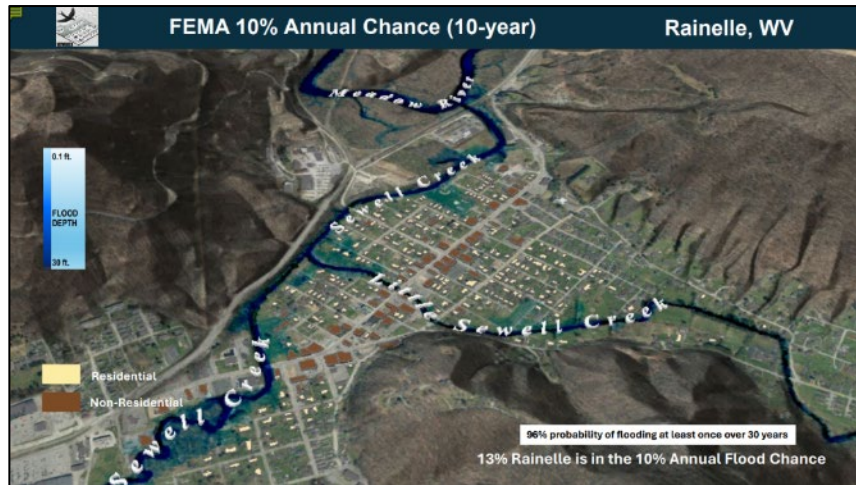 FEMA 10% Annual Chance (10-year)
Rainelle, WV
Meadow River
Sewell Creek
0.1 ft.
FLOOD
DEPTH
30 ft.
Little Sewell Creek
Residential
Non-Residential
Sewell Creek
96% probability of flooding at least once over 30 years
13% Rainelle is in the 10% Annual Flood Chance